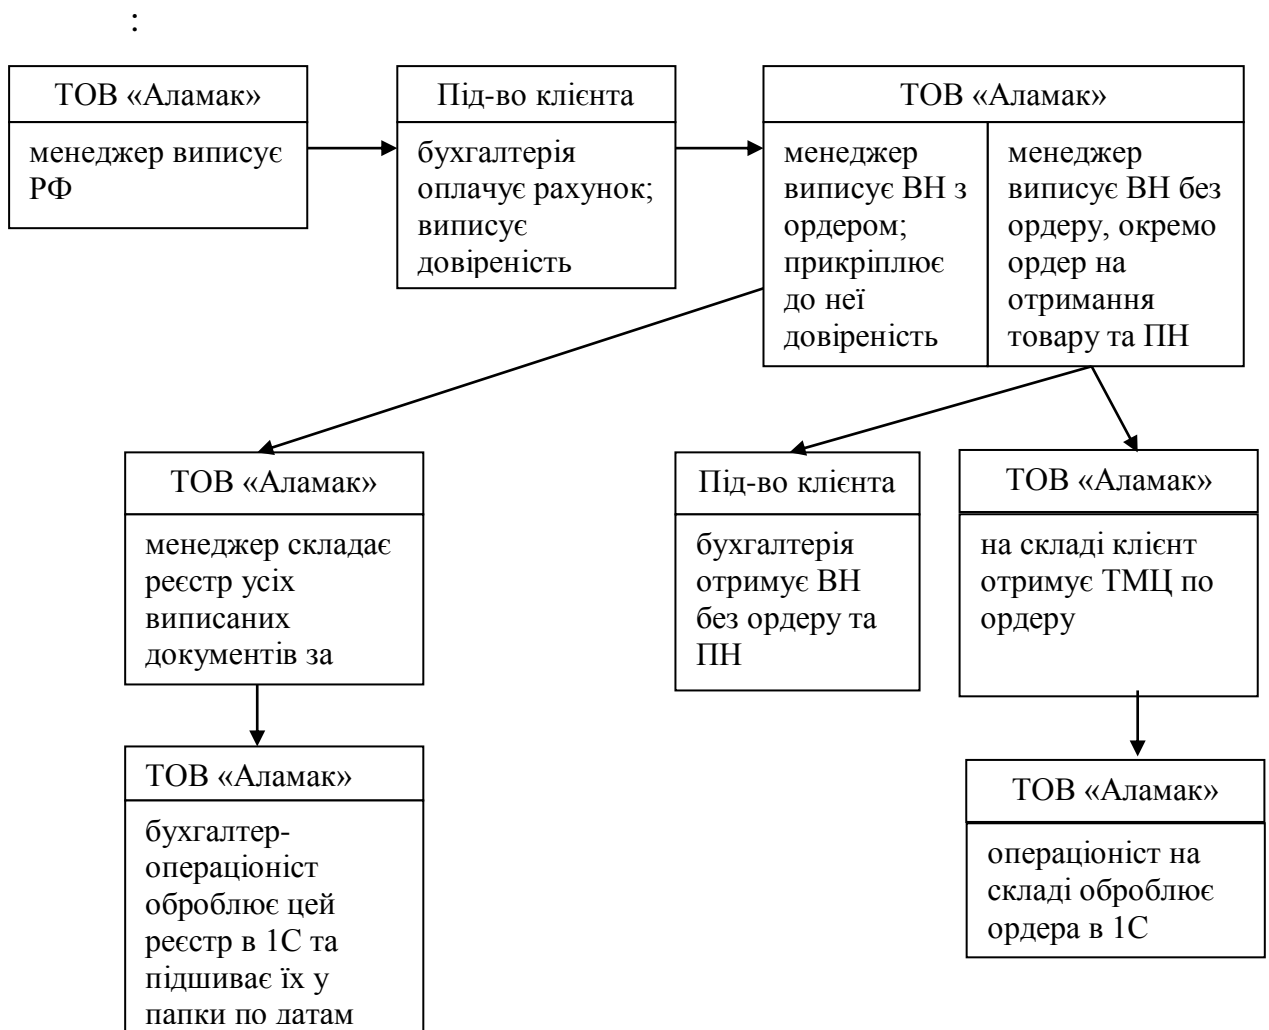 :
ТОВ «Аламак»
менеджер виписує
РФ
Під-во клієнта
бухгалтерія
оплачує рахунок;
виписує
довіреність
ТОВ «Аламак»
менеджер
виписує ВН з
ордером;
прикріплює
до неї
довіреність
менеджер
виписує ВН без
ордеру, окремо
ордер на
отримання
товару та ПН
ТОВ «Аламак»
менеджер складає
реєстр усіх
виписаних
документів за
Під-во клієнта
бухгалтерія
отримує ВН
без ордеру та
ПН
ТОВ «Аламак»
на складі клієнт
отримує ТМЦ по
ордеру
ТОВ «Аламак»
бухгалтер-
операціоніст
оброблює цей
реєстр в 1С та
підшиває їх у
папки по датам
ТОВ «Аламак»
операціоніст на
складі оброблює
ордера в 1С